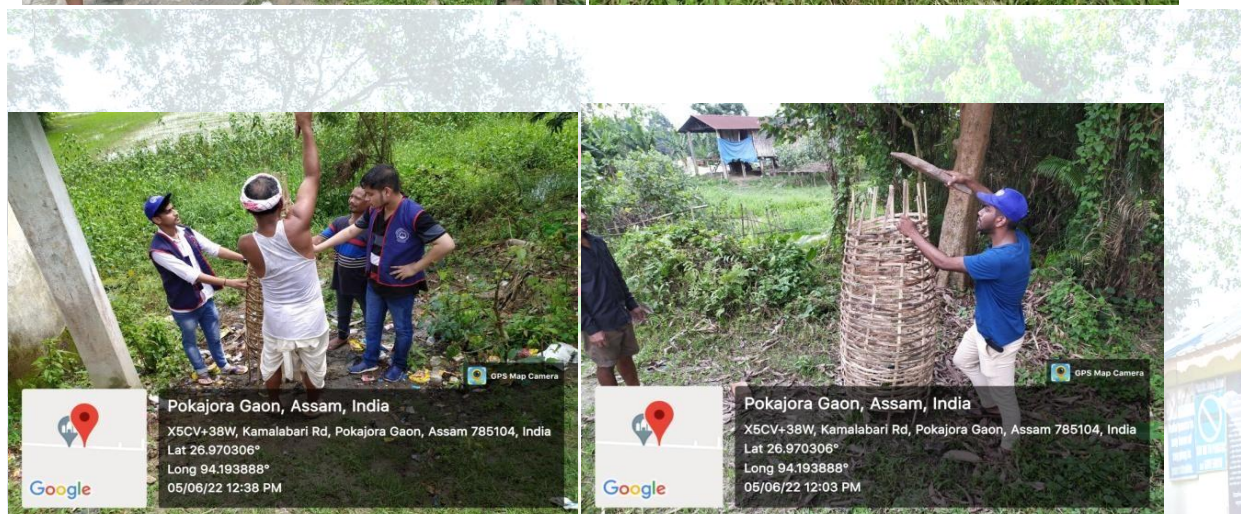 GPS Map Camera
Pokajora Gaon, Assam, India
X5CV+38W, Kamalabari Rd, Pokajora Gaon, Assam 785104, India
Lat 26.970306°
Long 94.193888°
05/06/22 12:38 PM
Google
GPS Map Camera
Pokajora Gaon, Assam, India
X5CV+38W, Kamalabari Rd, Pokajora Gaon, Assam 785104, India
Lat 26.970306°
Long 94.193888°
05/06/22 12:03 PM
Google